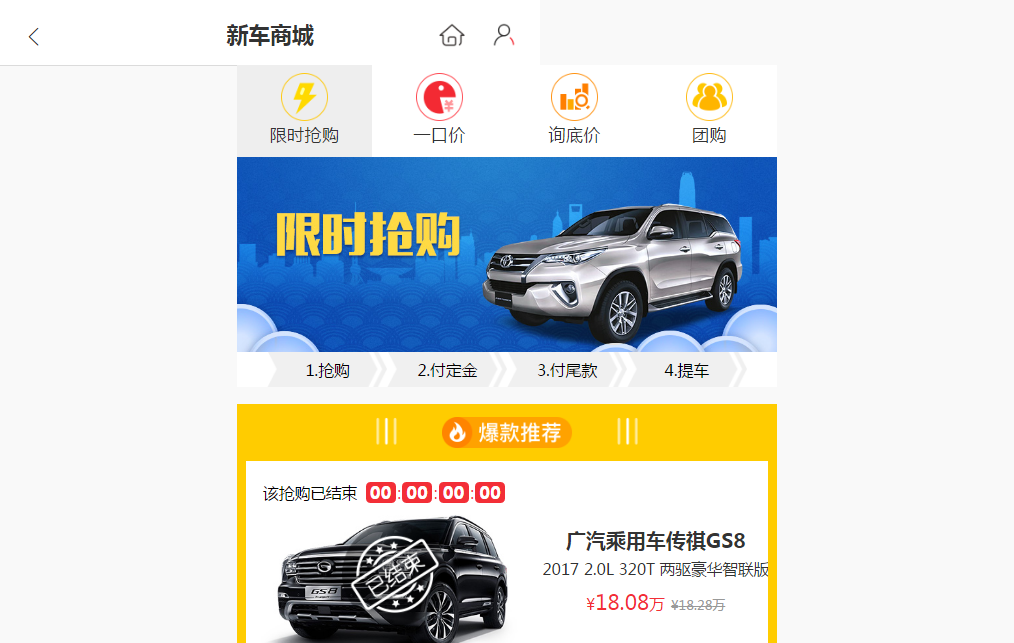 新车商城
限时抢购 一口价 询底价 团购
限时抢购
1.抢购 2.付定金 3.付尾款 4.提车
爆款推荐
该抢购已结束 00:00:00:00
已结束
GS8
广汽乘用车传祺GS8
2017 2.0L 320T 两驱豪华智联版
¥18.08万 ¥18.28万